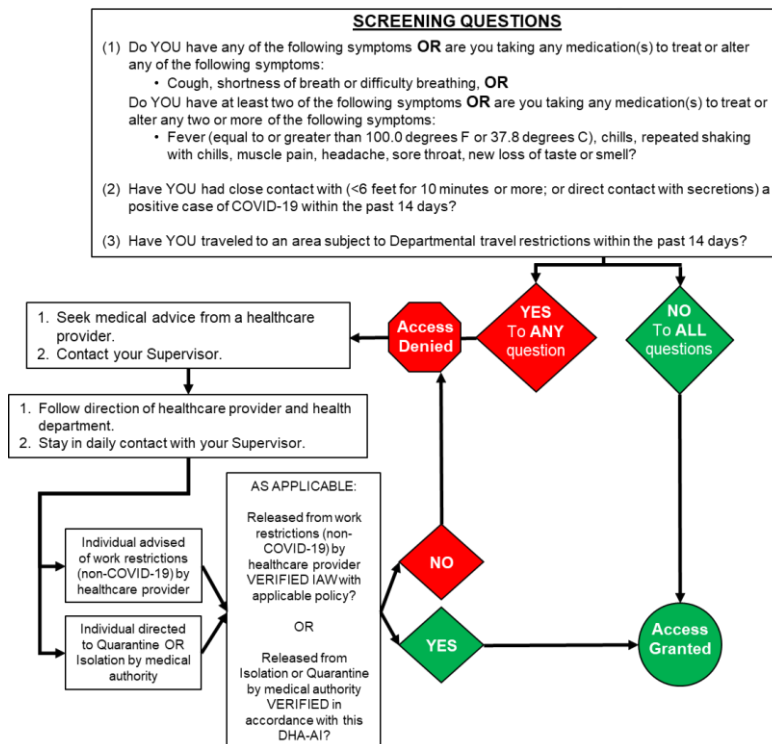 SCREENING QUESTIONS
(1) Do YOU have any of the following symptoms OR are you taking any medication(s) to treat or alter
any of the following symptoms:
• Cough, shortness of breath or difficulty breathing, OR
Do YOU have at least two of the following symptoms OR are you taking any medication(s) to treat or
alter any two or more of the following symptoms:
• Fever (equal to or greater than 100.0 degrees F or 37.8 degrees C), chills, repeated shaking
with chills, muscle pain, headache, sore throat, new loss of taste or smell?
(2) Have YOU had close contact with (<6 feet for 10 minutes or more; or direct contact with secretions) a
positive case of COVID-19 within the past 14 days?
(3) Have YOU traveled to an area subject to Departmental travel restrictions within the past 14 days?
1. Seek medical advice from a healthcare
provider.
2. Contact your Supervisor.
Access
Denied
YES
To ANY
question
NO
To ALL
questions
1. Follow direction of healthcare provider and health
department.
2. Stay in daily contact with your Supervisor.
Individual advised
of work restrictions
(non-COVID-19) by
healthcare provider
Individual directed
to Quarantine OR
Isolation by medical
authority
AS APPLICABLE:
Released from work
restrictions (non-
COVID-19) by
healthcare provider
VERIFIED IAW with
applicable policy?
OR
Released from
Isolation or Quarantine
by medical authority
VERIFIED in
accordance with this
DHA-AI?
NO
YES
Access
Granted